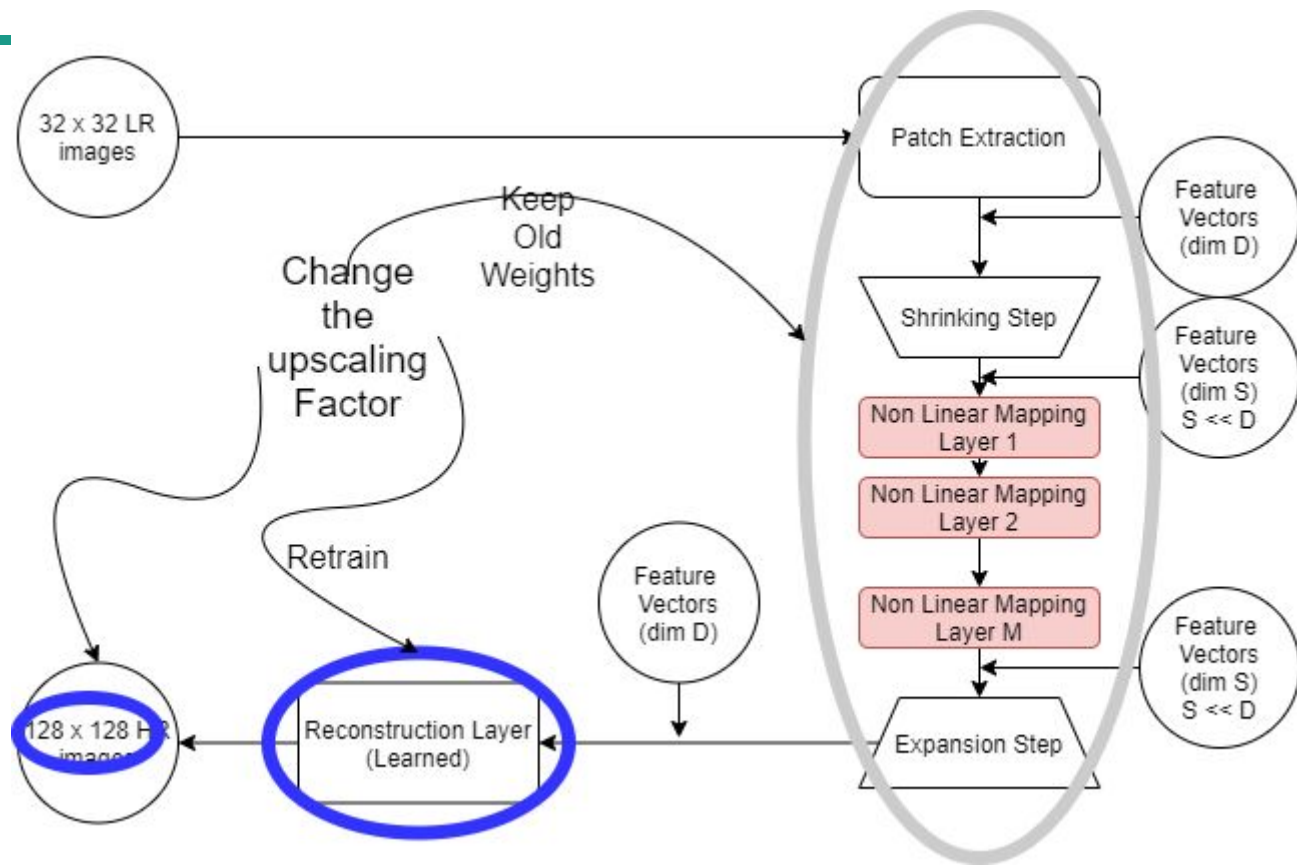 32 x 32 LR
images
Patch Extraction
Feature
Vectors
(dim D)
Keep
Old
Weights
Change
the
upscaling
Factor
Shrinking Step
Feature
Vectors
(dim S)
S << D
Non Linear Mapping
Layer 1
Non Linear Mapping
Layer 2
Retrain
Feature
Vectors
(dim D)
Non Linear Mapping
Layer M
Feature
Vectors
(dim S)
S << D
128 x 128 HR
images
Reconstruction Layer
(Learned)
Expansion Step